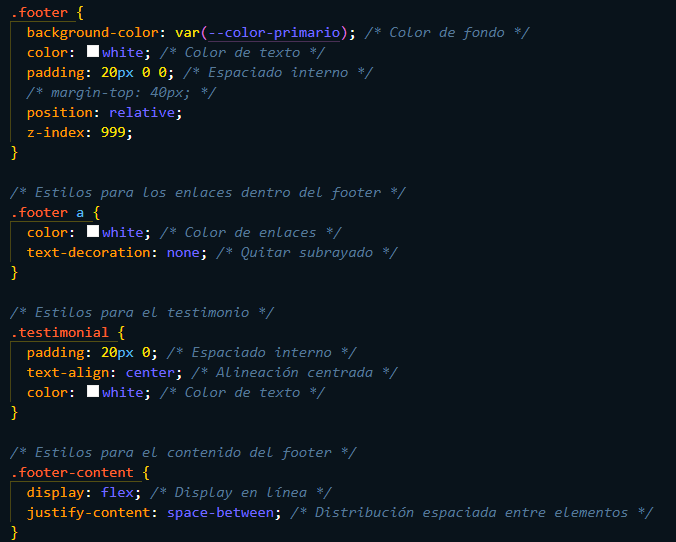 .footer {
background-color: var(--color-primario); /* Color de fondo */
color: white; /* Color de texto */
padding: 20px 0 0; /* Espaciado interno */
/* margin-top: 40px; */
position: relative;
z-index: 999;
}
/* Estilos para los enlaces dentro del footer */
.footer a {
color: white; /* Color de enlaces */
text-decoration: none; /* Quitar subrayado */
}
/* Estilos para el testimonio */
.testimonial {
padding: 20px 0; /* Espaciado interno */
text-align: center; /* Alineación centrada */
color: white; /* Color de texto */
}
/* Estilos para el contenido del footer */
.footer-content {
display: flex; /* Display en línea */
justify-content: space-between; /* Distribución espaciada entre elementos */
}